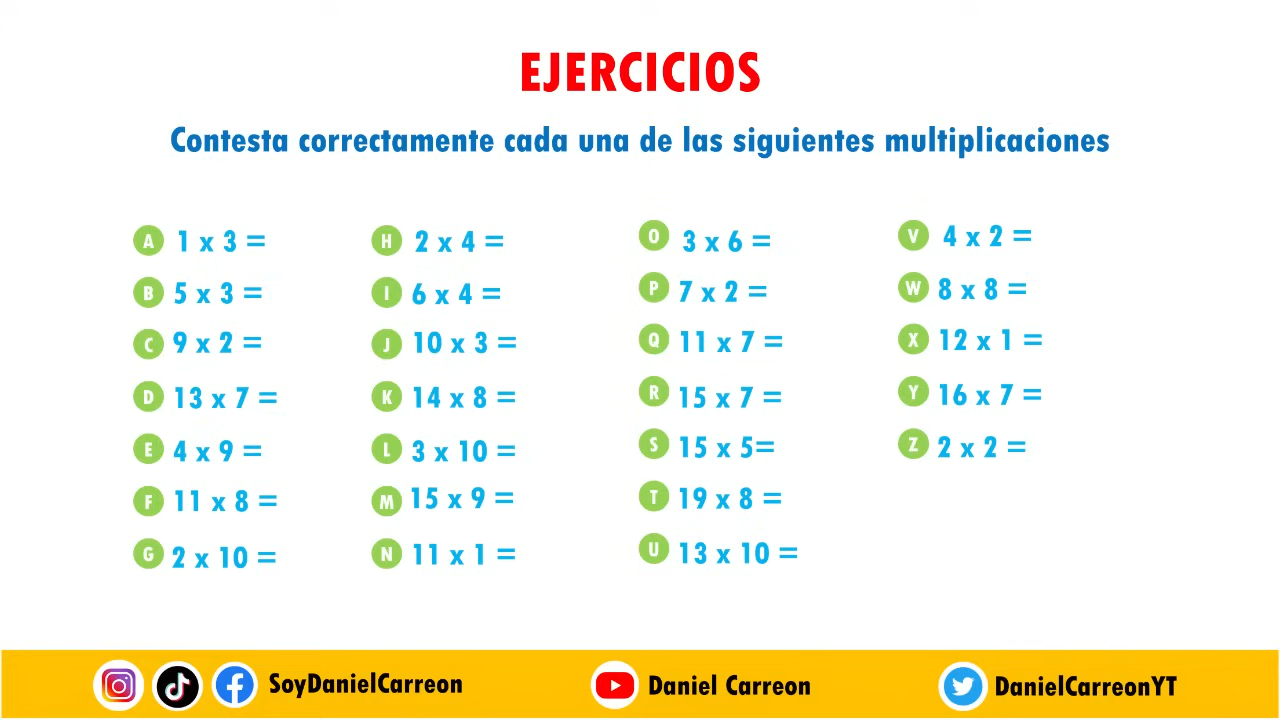 EJERCICIOS
Contesta correctamente cada una de las siguientes multiplicaciones
A 1 x 3 =
B 5 x 3 =
C 9 x 2 =
D 13 x 7 =
E 4 x 9 =
F 11 x 8 =
G 2 x 10 =
H 2 x 4 =
I 6 x 4 =
J 10 x 3 =
K 14 x 8 =
L 3 x 10 =
M 15 x 9 =
N 11 x 1 =
O 3 x 6 =
P 7 x 2 =
Q 11 x 7 =
R 15 x 7 =
S 15 x 5=
T 19 x 8 =
U 13 x 10 =
V 4 x 2 =
W 8 x 8 =
X 12 x 1 =
Y 16 x 7 =
Z 2 x 2 =
SoyDanielCarreon
Daniel Carreon
DanielCarreonYT